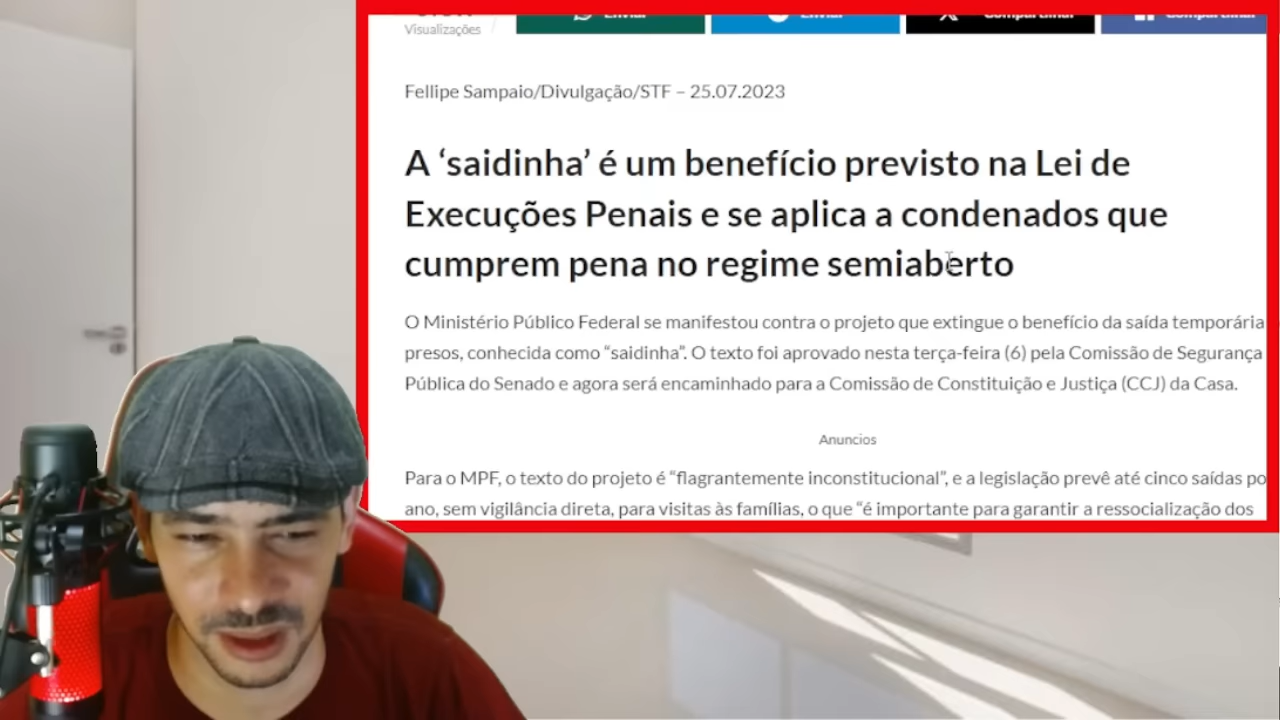 Visualizações
Enviar
Enviar
Compartilhar
Compartilhar
Fellipe Sampaio/Divulgação/STF – 25.07.2023
A ‘saidinha’ é um benefício previsto na Lei de
Execuções Penais e se aplica a condenados que
cumprem pena no regime semiaberto
O Ministério Público Federal se manifestou contra o projeto que extingue o benefício da saída temporária
presos, conhecida como “saidinha”. O texto foi aprovado nesta terça-feira (6) pela Comissão de Segurança
Pública do Senado e agora será encaminhado para a Comissão de Constituição e Justiça (CCJ) da Casa.
Anuncios
Para o MPF, o texto do projeto é “flagrantemente inconstitucional”, e a legislação prevê até cinco saídas po
ano, sem vigilância direta, para visitas às famílias, o que “é importante para garantir a ressocialização dos